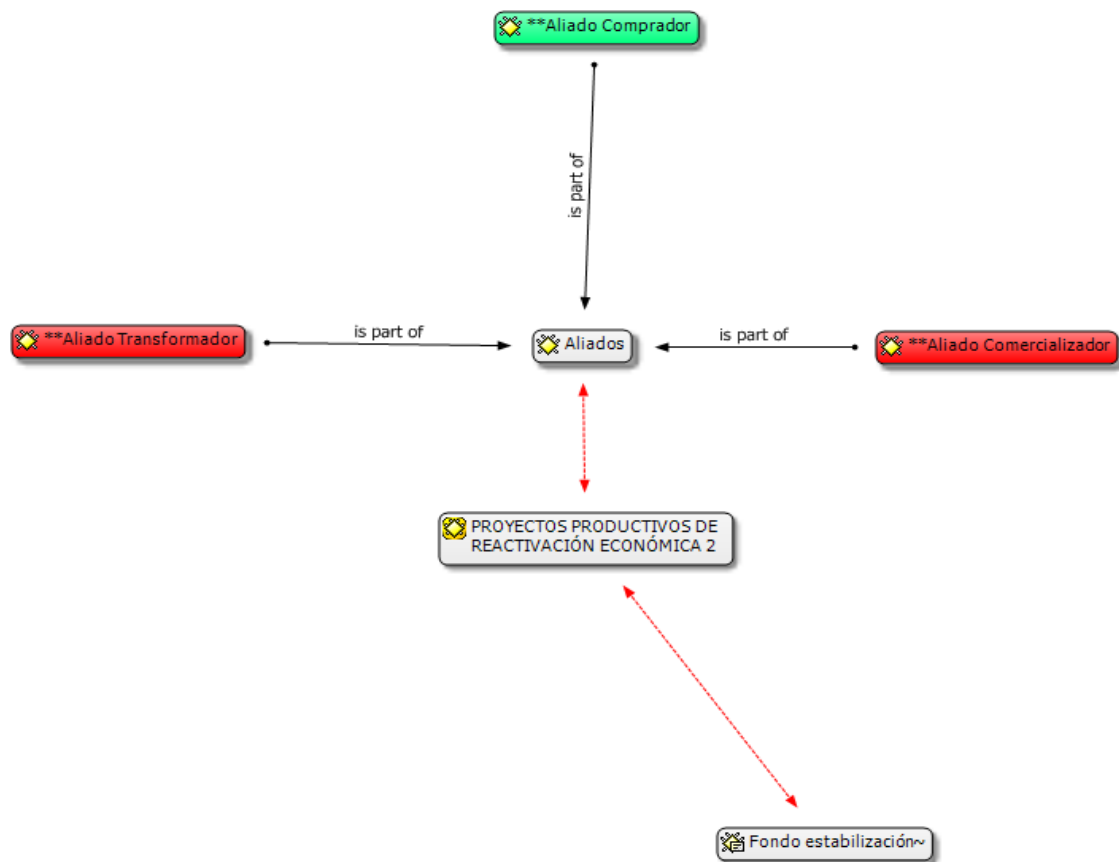 **Aliado Comprador
is part of
**Aliado Transformador
is part of
Aliados
is part of
**Aliado Comercializador
PROYECTOS PRODUCTIVOS DE
REACTIVACIÓN ECONÓMICA 2
Fondo estabilización~